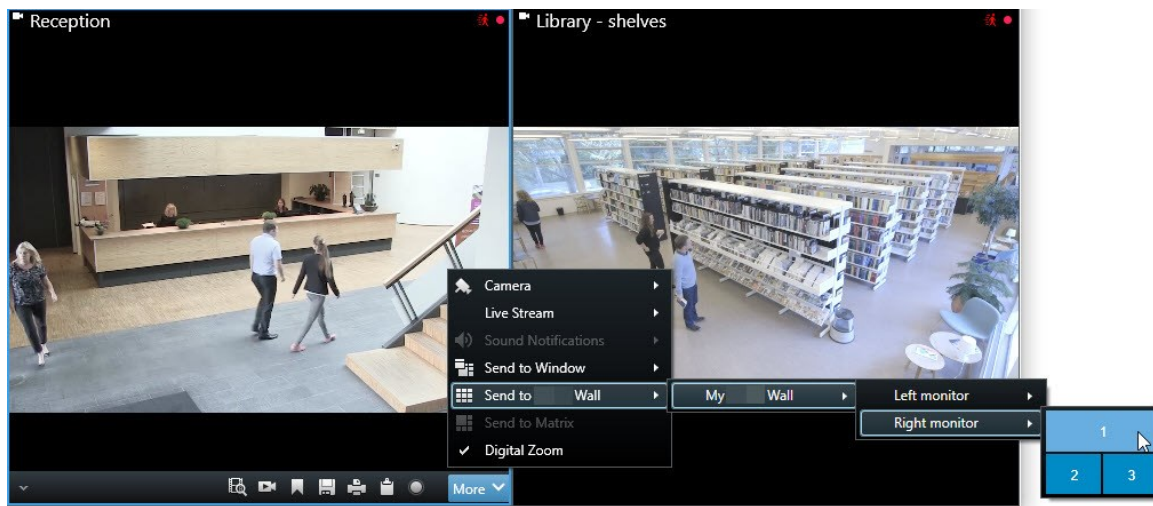 Reception
Library - shelves
Camera
Live Stream
Sound Notifications
Send to Window
Send to Wall
My Wall
Left monitor
Send to Matrix
Right monitor
1
Digital Zoom
2
3
More